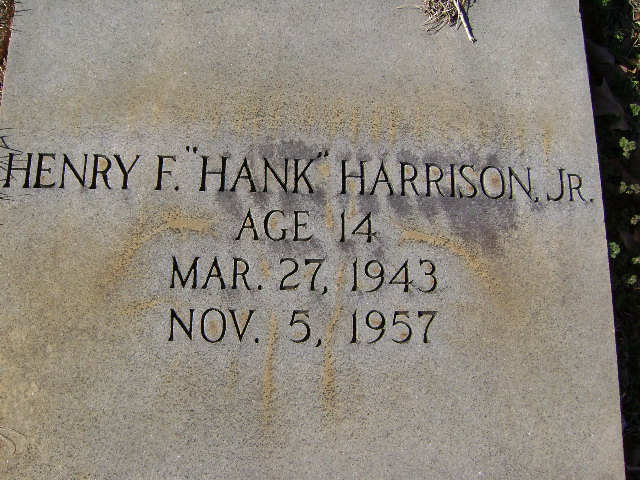 HENRY F. "HANK" HARRISON, JR.
AGE 14
MAR. 27, 1943
NOV. 5, 1957